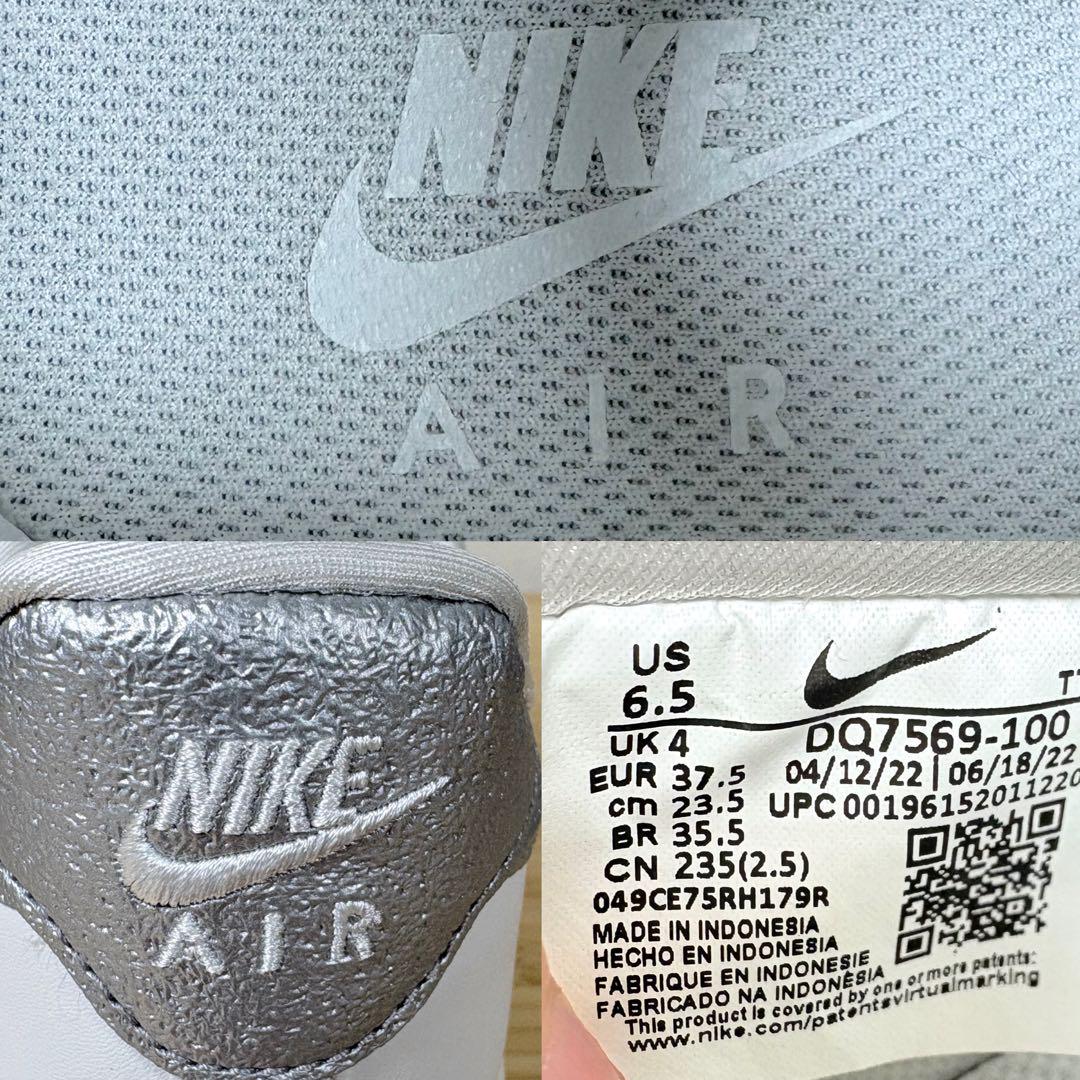 NIKE
AIR
NIKE
AIR
US
6.5
UK 4
EUR 37.5
cm 23.5
BR 35.5
CN 235(2.5)
049CE75RH179R
DQ7569-100
04/12/22 | 06/18/22
UPC 00196152011220
MADE IN INDONESIA
HECHO EN INDONESIA
FABRIQUE EN INDONESIE
FABRICADO NA INDONÉSIA
This product is covered by one or more patents:
www.nike.com/patentsvirtualmarking